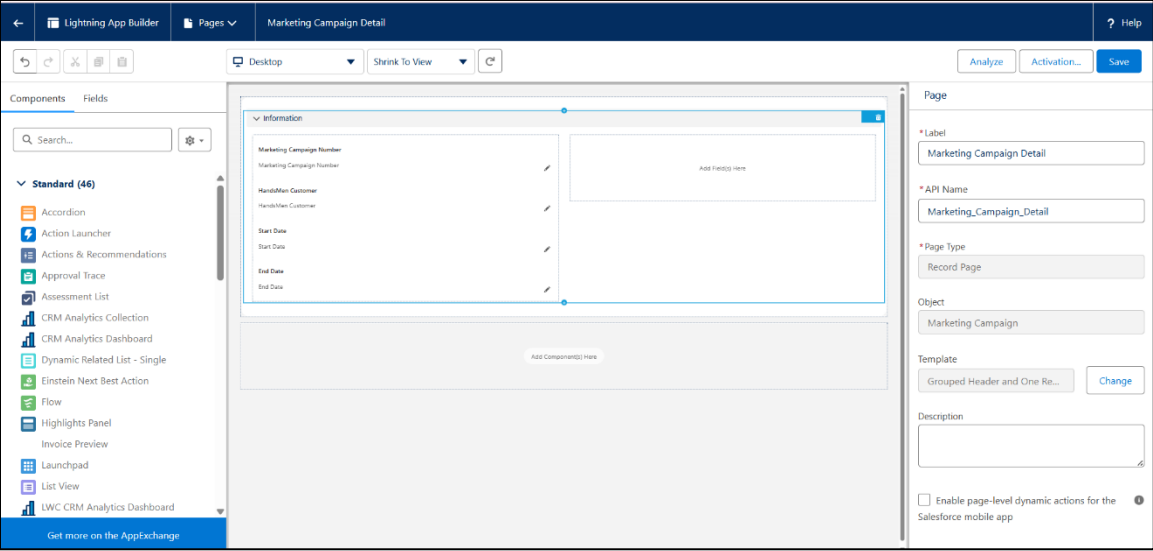 Lightning App Builder
Pages
Marketing Campaign Detail
? Help
Desktop
Shrink To View
Analyze
Activation...
Save
Components
Fields
Search...
Standard (46)
Accordion
Action Launcher
Actions & Recommendations
Approval Trace
Assessment List
CRM Analytics Collection
CRM Analytics Dashboard
Dynamic Related List - Single
Einstein Next Best Action
Flow
Highlights Panel
Invoice Preview
Launchpad
List View
LWC CRM Analytics Dashboard
Get more on the AppExchange
Information
Marketing Campaign Number
Marketing Campaign Number
HandsMen Customer
HandsMen Customer
Start Date
Start Date
End Date
End Date
Add Field(s) Here
Add Component(s) Here
Page
*Label
Marketing Campaign Detail
*API Name
Marketing_Campaign_Detail
*Page Type
Record Page
Object
Marketing Campaign
Template
Grouped Header and One Re...
Change
Description
Enable page-level dynamic actions for the
Salesforce mobile app